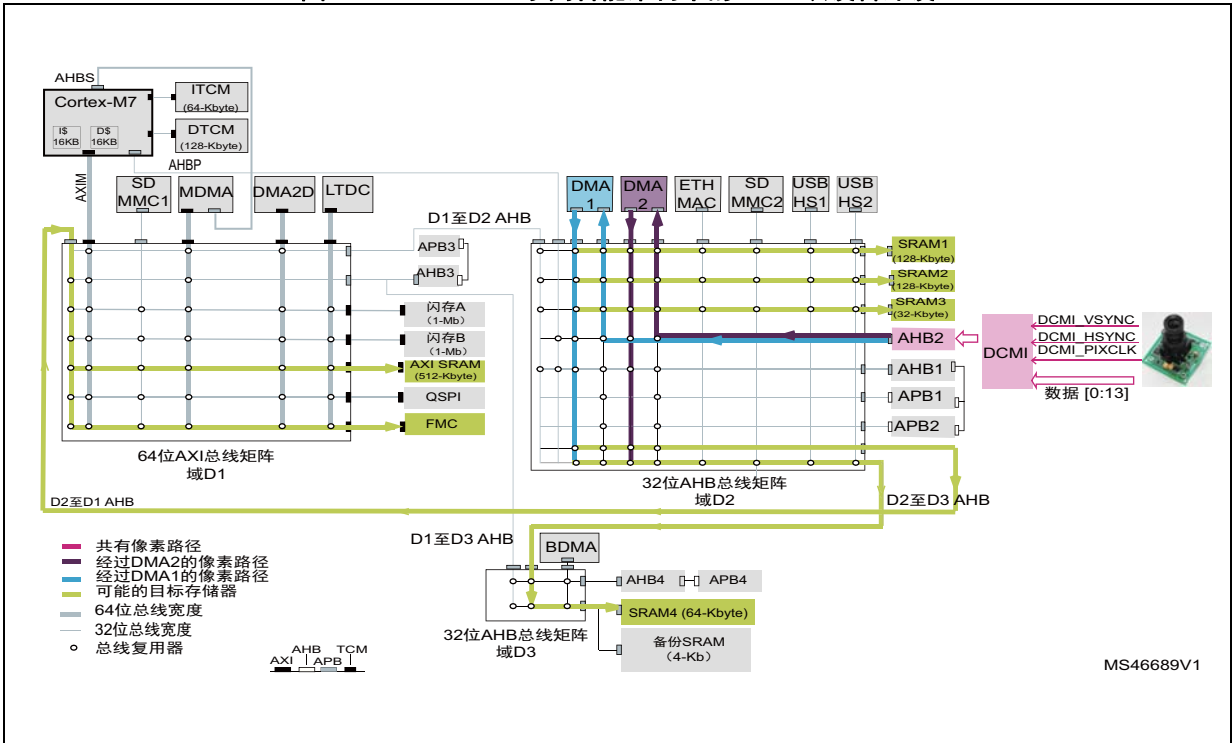 AHBS
Cortex-M7
I$
16KB
D$
16KB
ITCM
(64-Kbyte)
DTCM
(128-Kbyte)
AHBP
AXIM
SD
MMC1
MDMA
DMA2D
LTDC
D1至D2 AHB
APB3
AHB3
闪存A
（1-Mb）
闪存B
（1-Mb）
AXI SRAM
(512-Kbyte)
QSPI
FMC
64位AXI总线矩阵
域D1
DMA
1
DMA
2
ETH
MAC
SD
MMC2
USB
HS1
USB
HS2
SRAM1
(128-Kbyte)
SRAM2
(128-Kbyte)
SRAM3
(32-Kbyte)
AHB2
AHB1
APB1
APB2
DCMI
DCMI_VSYNC
DCMI_HSYNC
DCMI_PIXCLK
数据 [0:13]
32位AHB总线矩阵
域D2
D2至D1 AHB
D2至D3 AHB
D1至D3 AHB
BDMA
AHB4
APB4
SRAM4 (64-Kbyte)
备份SRAM
（4-Kb）
32位AHB总线矩阵
域D3
共有像素路径
经过DMA2的像素路径
经过DMA1的像素路径
可能的目标存储器
64位总线宽度
32位总线宽度
总线复用器
AXI
AHB
APB
TCM
MS46689V1